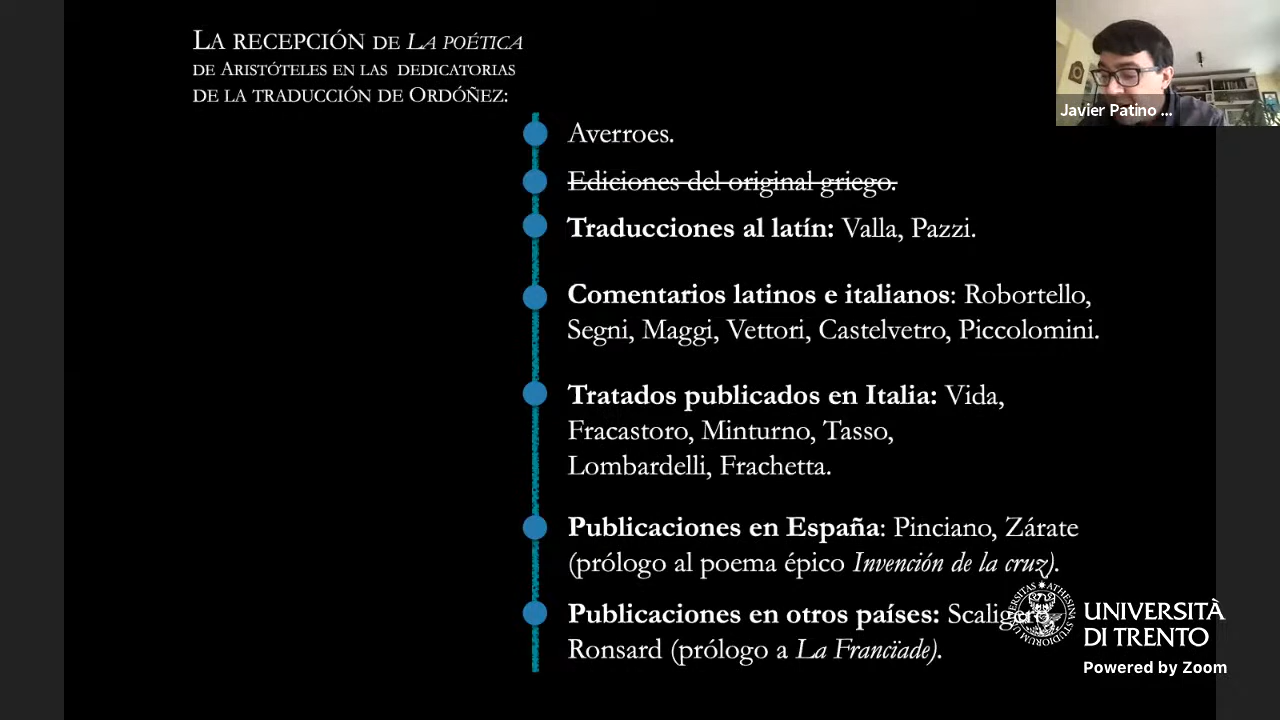 LA RECEPCIÓN DE LA POÉTICA
DE ARISTÓTELES EN LAS DEDICATORIAS
DE LA TRADUCCIÓN DE ORDÓÑEZ:
Averroes.
Ediciones del original griego.
Traducciones al latín: Valla, Pazzi.
Comentarios latinos e italianos: Robortello,
Segni, Maggi, Vettori, Castelvetro, Piccolomini.
Tratados publicados en Italia: Vida,
Fracastoro, Minturno, Tasso,
Lombardelli, Frachetta.
Publicaciones en España: Pinciano, Zárate
(prólogo al poema épico Invención de la cruz).
Publicaciones en otros países: Scaligero,
Ronsard (prólogo a La Francïade).
Javier Patino ...
UNIVERSITÀ
DI TRENTO
Powered by Zoom